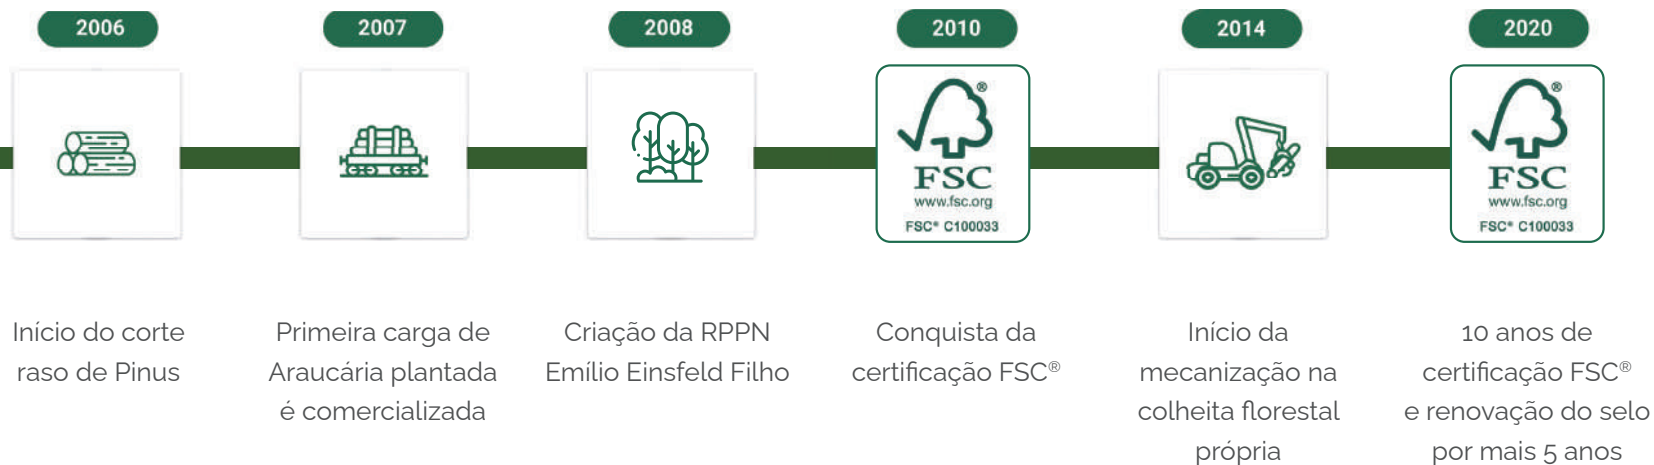 2006
2007
2008
2010
2014
2020
®
FSC
www.fsc.org
FSC® C100033
®
FSC
www.fsc.org
FSC® C100033
Início do corte
raso de Pinus
Primeira carga de
Araucária plantada
é comercializada
Criação da RPPN
Emílio Einsfeld Filho
Conquista da
certificação FSC®
Início da
mecanização na
colheita florestal
própria
10 anos de
certificação FSC®
e renovação do selo
por mais 5 anos